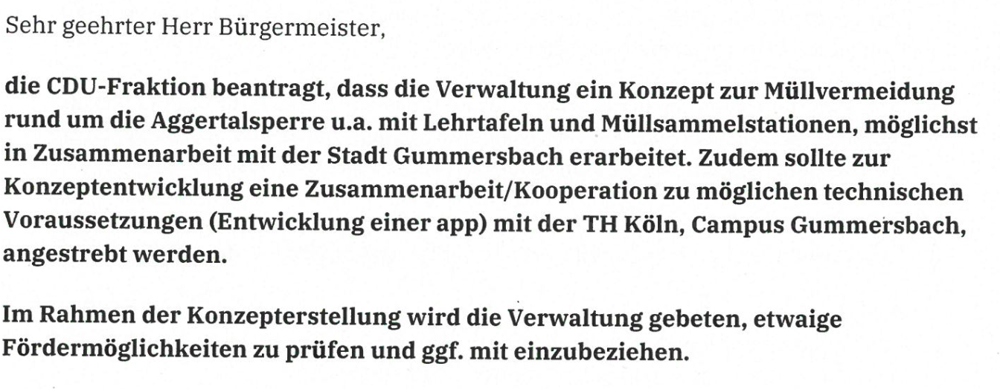 Sehr geehrter Herr Bürgermeister,
die CDU-Fraktion beantragt, dass die Verwaltung ein Konzept zur Müllvermeidung
rund um die Aggertalsperre u.a. mit Lehrtafeln und Müllsammelstationen, möglichst
in Zusammenarbeit mit der Stadt Gummersbach erarbeitet. Zudem sollte zur
Konzeptentwicklung eine Zusammenarbeit/Kooperation zu möglichen technischen
Voraussetzungen (Entwicklung einer app) mit der TH Köln, Campus Gummersbach,
angestrebt werden.
Im Rahmen der Konzepterstellung wird die Verwaltung gebeten, etwaige
Fördermöglichkeiten zu prüfen und ggf. mit einzubeziehen.